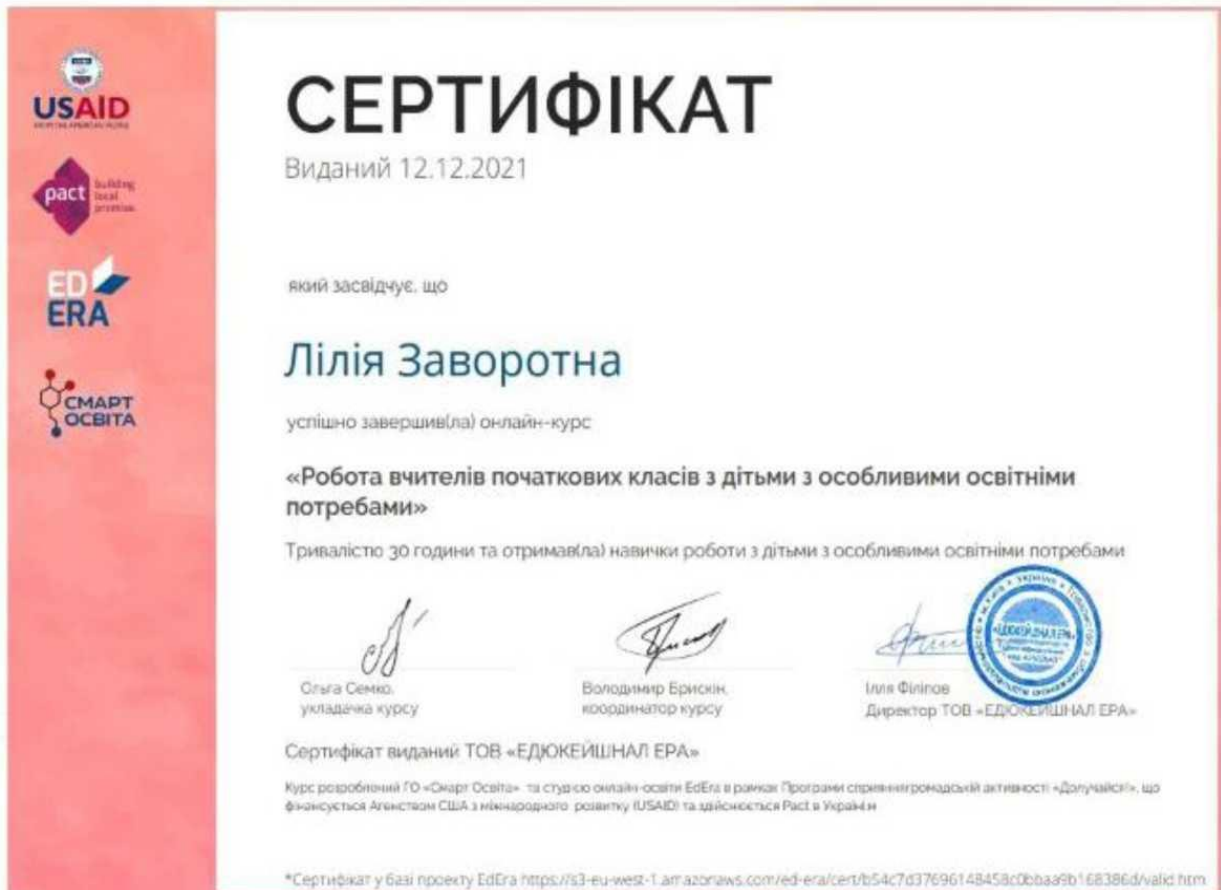 USAID
pact
building
local
promise
ED
ERA
СМАРТ
ОСВІТА
СЕРТИФІКАТ
Виданий 12.12.2021
який засвідчує, що
Лілія Заворотна
успішно завершив(ла) онлайн-курс
«Робота вчителів початкових класів з дітьми з особливими освітніми
потребами»
Тривалістю 30 години та отримав(ла) навички роботи з дітьми з особливими освітніми потребами
Ольга Семко,
укладачка курсу
Володимир Брискін,
координатор курсу
Ілля Філіпов
Директор ТОВ «ЕДЮКЕЙШНАЛ ЕРА»
Сертифікат виданий ТОВ «ЕДЮКЕЙШНАЛ ЕРА»
Курс розроблений ГО «Смарт Освіта» та студією онлайн-освіти EdEra в рамках Програми сприяння громадській активності «Долучайся!», що
фінансується Агенством США з міжнародного розвитку (USAID) та здійснюється Pact в Україні
*Сертифікат у базі проекту EdEra https://s3-eu-west-1.amazonaws.com/ed-era/cert/b54c7d37696148458c0bbaa9b168386d/valid.htm